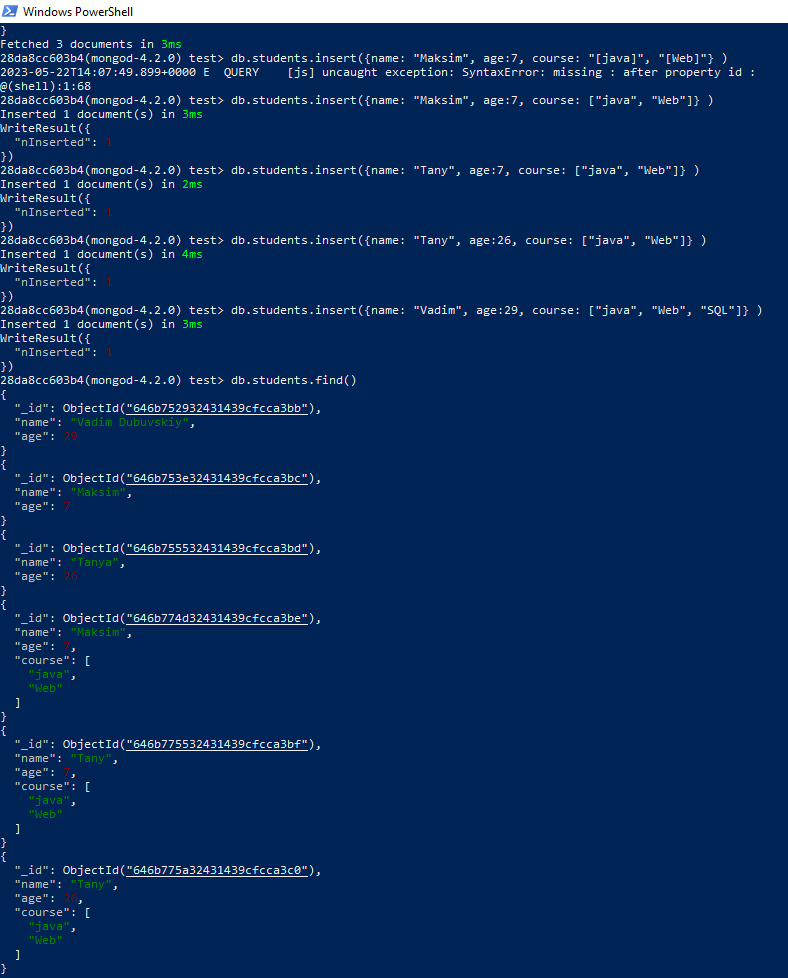 Windows PowerShell
}
Fetched 3 documents in 3ms
28da8cc603b4(mongod-4.2.0) test> db.students.insert({name: "Maksim", age:7, course: "[java]", "[Web]"} )
2023-05-22T14:07:49.899+0000 E  QUERY    [js] uncaught exception: SyntaxError: missing : after property id :
@(shell):1:68
28da8cc603b4(mongod-4.2.0) test> db.students.insert({name: "Maksim", age:7, course: ["java", "Web"]} )
Inserted 1 document(s) in 3ms
WriteResult({
  "nInserted": 1
})
28da8cc603b4(mongod-4.2.0) test> db.students.insert({name: "Tany", age:7, course: ["java", "Web"]} )
Inserted 1 document(s) in 2ms
WriteResult({
  "nInserted": 1
})
28da8cc603b4(mongod-4.2.0) test> db.students.insert({name: "Tany", age:26, course: ["java", "Web"]} )
Inserted 1 document(s) in 4ms
WriteResult({
  "nInserted": 1
})
28da8cc603b4(mongod-4.2.0) test> db.students.insert({name: "Vadim", age:29, course: ["java", "Web", "SQL"]} )
Inserted 1 document(s) in 3ms
WriteResult({
  "nInserted": 1
})
28da8cc603b4(mongod-4.2.0) test> db.students.find()
{
  "_id": ObjectId("646b752932431439cfcca3bb"),
  "name": "Vadim Dubuvskiy",
  "age": 29
}
{
  "_id": ObjectId("646b753e32431439cfcca3bc"),
  "name": "Maksim",
  "age": 7
}
{
  "_id": ObjectId("646b755532431439cfcca3bd"),
  "name": "Tanya",
  "age": 26
}
{
  "_id": ObjectId("646b774d32431439cfcca3be"),
  "name": "Maksim",
  "age": 7,
  "course": [
    "java",
    "Web"
  ]
}
{
  "_id": ObjectId("646b775532431439cfcca3bf"),
  "name": "Tany",
  "age": 7,
  "course": [
    "java",
    "Web"
  ]
}
{
  "_id": ObjectId("646b775a32431439cfcca3c0"),
  "name": "Tany",
  "age": 26,
  "course": [
    "java",
    "Web"
  ]
}